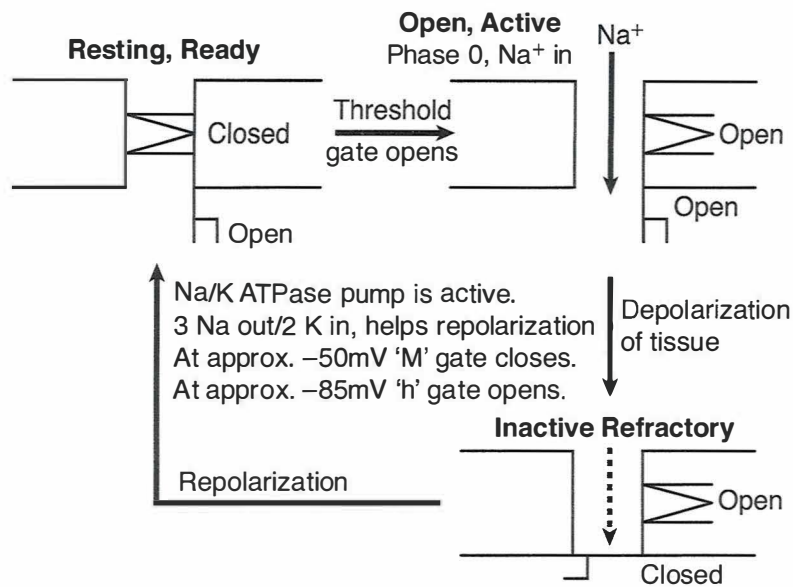 Resting, Ready
Closed
Open
Threshold
gate opens
Open, Active
Phase 0, Na⁺ in
Na⁺
Open
Open
Depolarization
of tissue
Inactive Refractory
Open
Closed
Repolarization
Na/K ATPase pump is active.
3 Na out/2 K in, helps repolarization
At approx. –50mV ‘M’ gate closes.
At approx. –85mV ‘h’ gate opens.